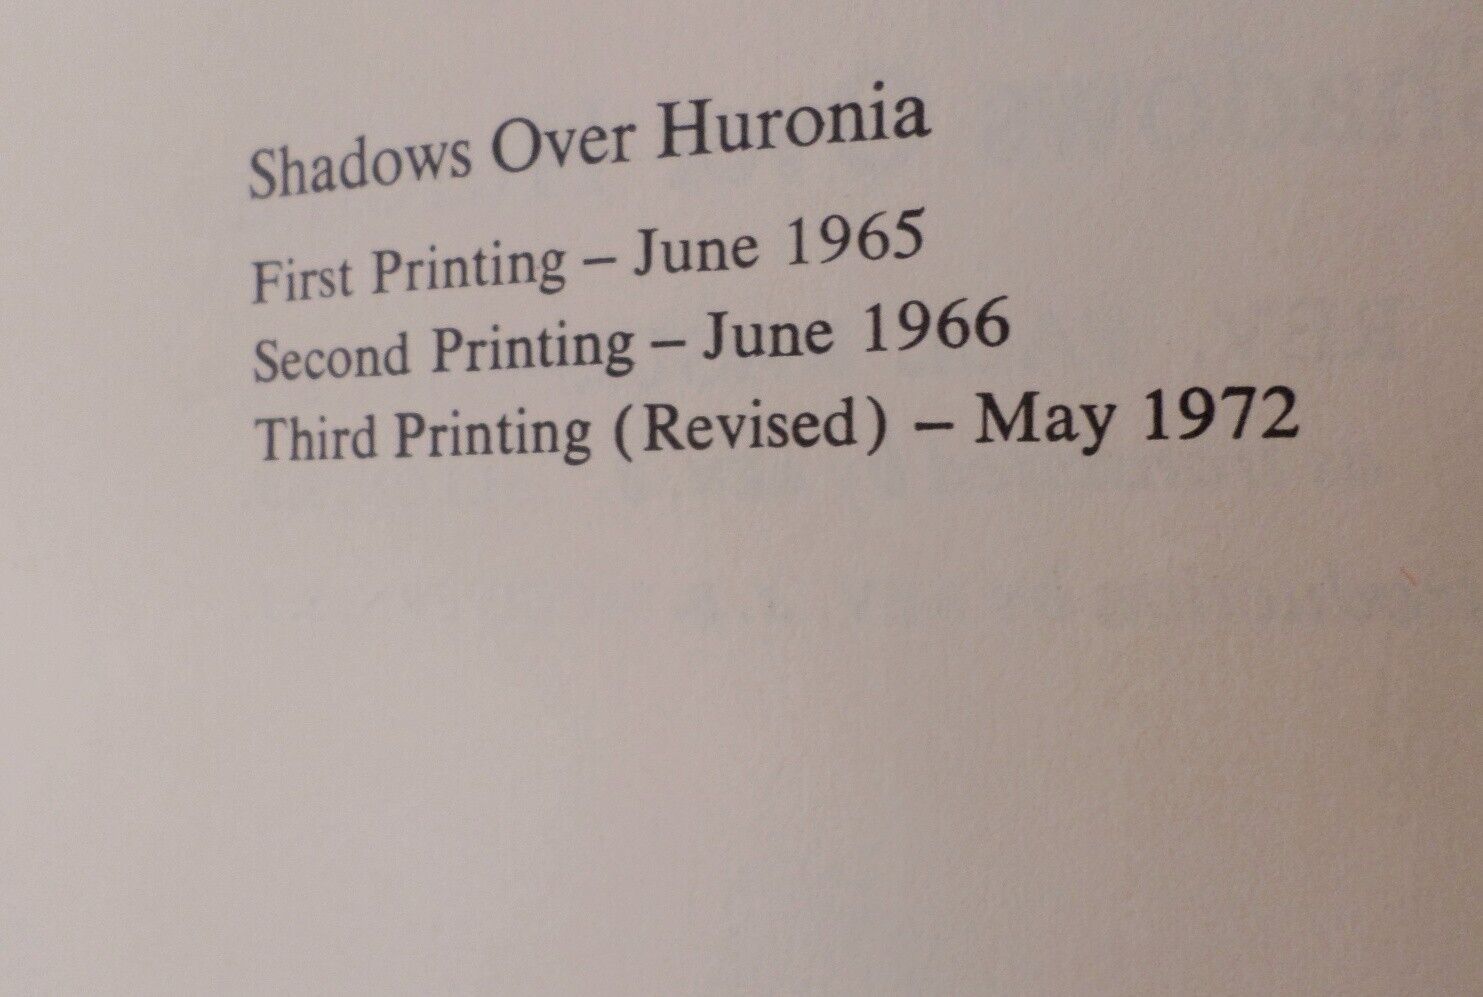 Shadows Over Huronia
First Printing – June 1965
Second Printing – June 1966
Third Printing (Revised) – May 1972